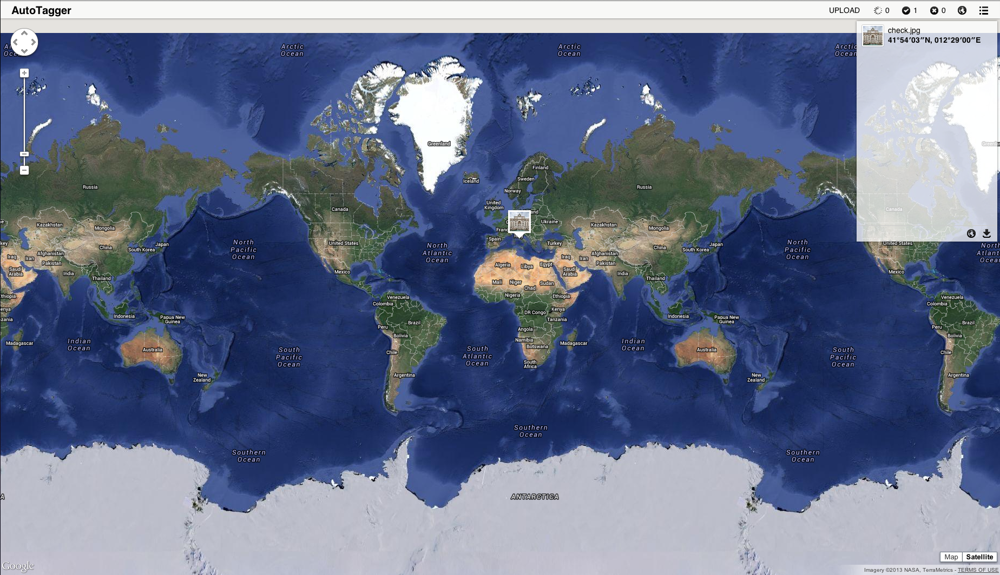 AutoTagger
UPLOAD
0
1
0
check.jpg
41°54′03″N, 012°29′00″E
Arctic
Ocean
Arctic
Ocean
Arctic
Ocean
Greenland
Finland
Iceland
Sweden
Norway
Russia
Russia
United
Kingdom
Canada
Canada
Ukraine
Kazakhstan
Kazakhstan
Mongolia
Mongolia
Spain
Turkey
Japan
Japan
China
China
South Korea
South Korea
United States
United States
North
Pacific
Ocean
North
Atlantic
Ocean
North
Pacific
Ocean
Iraq
Iran
Afghanistan
Pakistan
Iraq
Iran
Afghanistan
Pakistan
Saudi
Arabia
Saudi
Arabia
India
India
Thailand
Thailand
Algeria
Libya
Egypt
Mexico
Mexico
Mali
Niger
Chad
Sudan
Nigeria
Ethiopia
Venezuela
Venezuela
Colombia
Colombia
DR Congo
Kenya
Tanzania
Indonesia
Indonesia
Papua New
Guinea
Papua New
Guinea
Peru
Brazil
Peru
Brazil
Angola
Bolivia
Bolivia
Namibia
Botswana
Madagascar
Madagascar
Indian
Ocean
Indian
Ocean
Australia
Australia
Chile
Chile
South
Pacific
Ocean
South
Atlantic
Ocean
South
Pacific
Ocean
South
Africa
New
Zealand
New
Zealand
Argentina
Argentina
Southern
Ocean
Southern
Ocean
Southern
Ocean
ANTARCTICA
Map
Satellite
Google
Imagery ©2013 NASA, TerraMetrics - TERMS OF USE